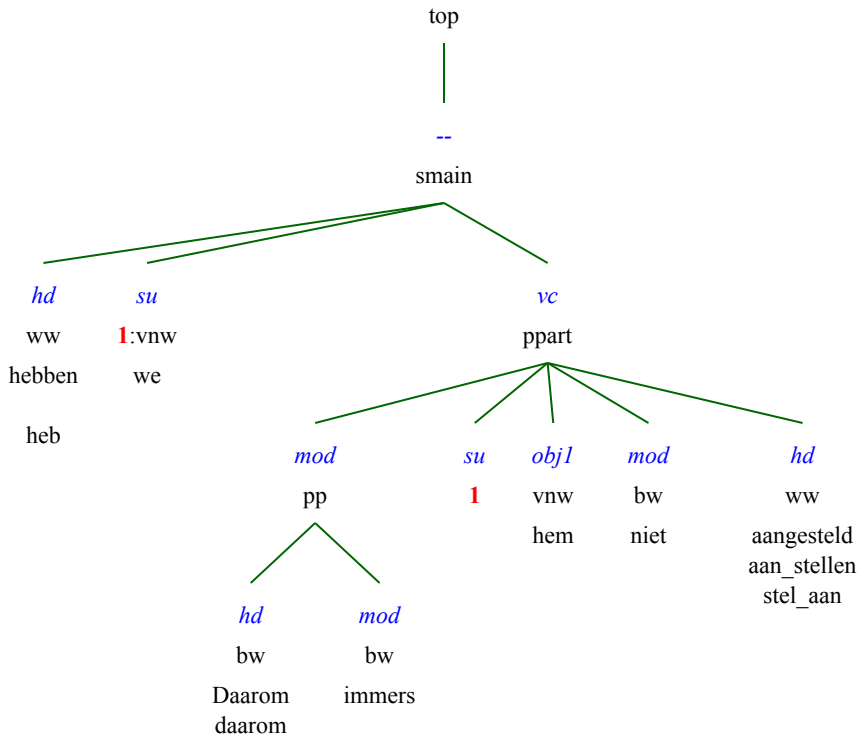 top
--
smain
hd su vc
ww 1:vnw ppart
hebben we
heb
mod su obj1 mod hd
pp 1 vnw bw ww
hem niet aangesteld
aan_stellen
stel_aan
hd mod
bw bw
Daarom immers
daarom